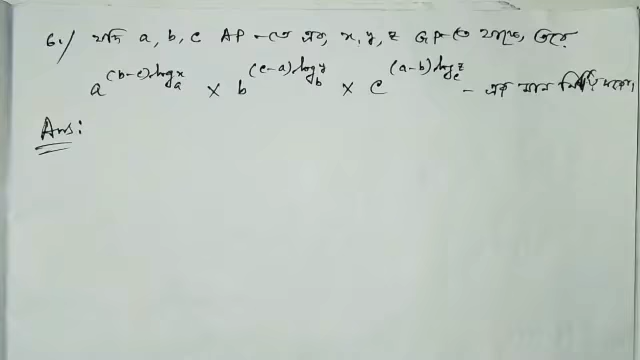 6.) যদি a, b, c AP-তে এবং x, y, z GP-তে থাকে, তবে
a^{(b-c)log_a x} × b^{(c-a)log_b y} × c^{(a-b)log_c z} - এর মান নির্ণয় করো।
Ans: